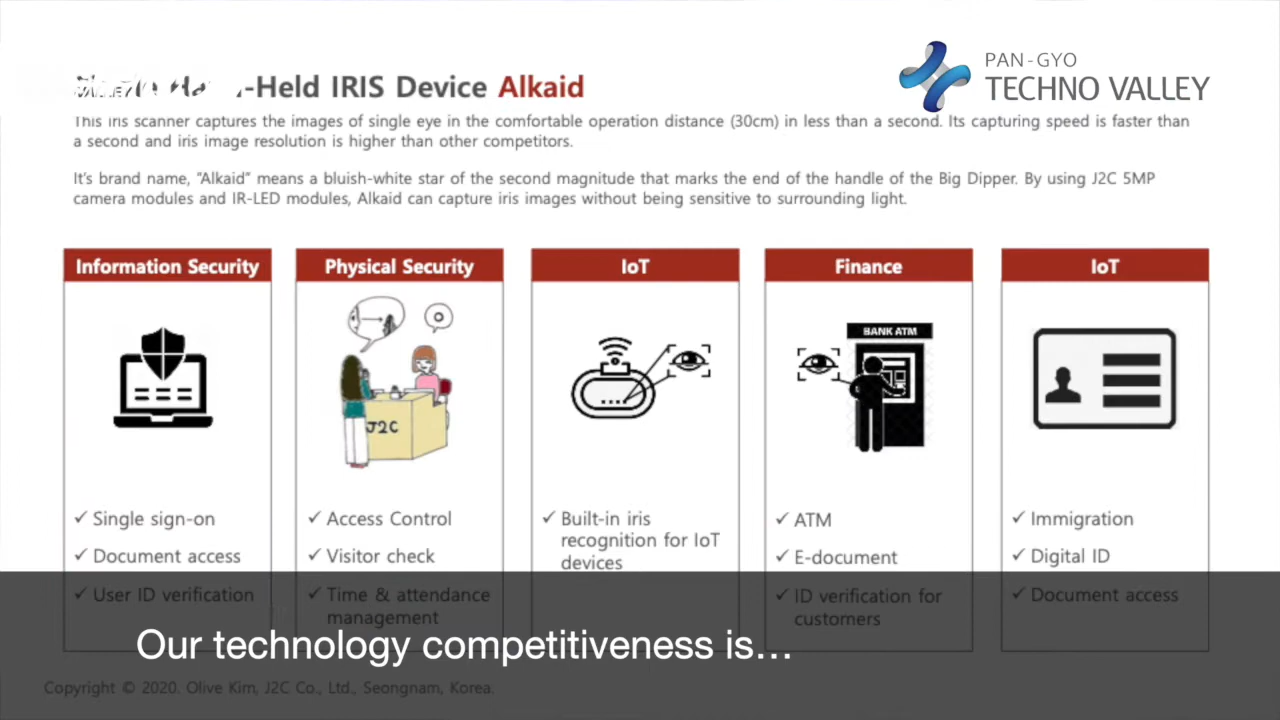 -Held IRIS Device Alkaid
PAN-GYO
TECHNO VALLEY
This iris scanner captures the images of single eye in the comfortable operation distance (30cm) in less than a second. Its capturing speed is faster than
a second and iris image resolution is higher than other competitors.
It's brand name, "Alkaid" means a bluish-white star of the second magnitude that marks the end of the handle of the Big Dipper. By using J2C 5MP
camera modules and IR-LED modules, Alkaid can capture iris images without being sensitive to surrounding light.
Information Security
✓ Single sign-on
✓ Document access
✓ User ID verification
Physical Security
J2C
✓ Access Control
✓ Visitor check
✓ Time & attendance
management
IoT
✓ Built-in iris
recognition for IoT
devices
Finance
BANK ATM
✓ ATM
✓ E-document
✓ ID verification for
customers
IoT
✓ Immigration
✓ Digital ID
✓ Document access
Our technology competitiveness is...
Copyright © 2020. Olive Kim, J2C Co., Ltd., Seongnam, Korea.